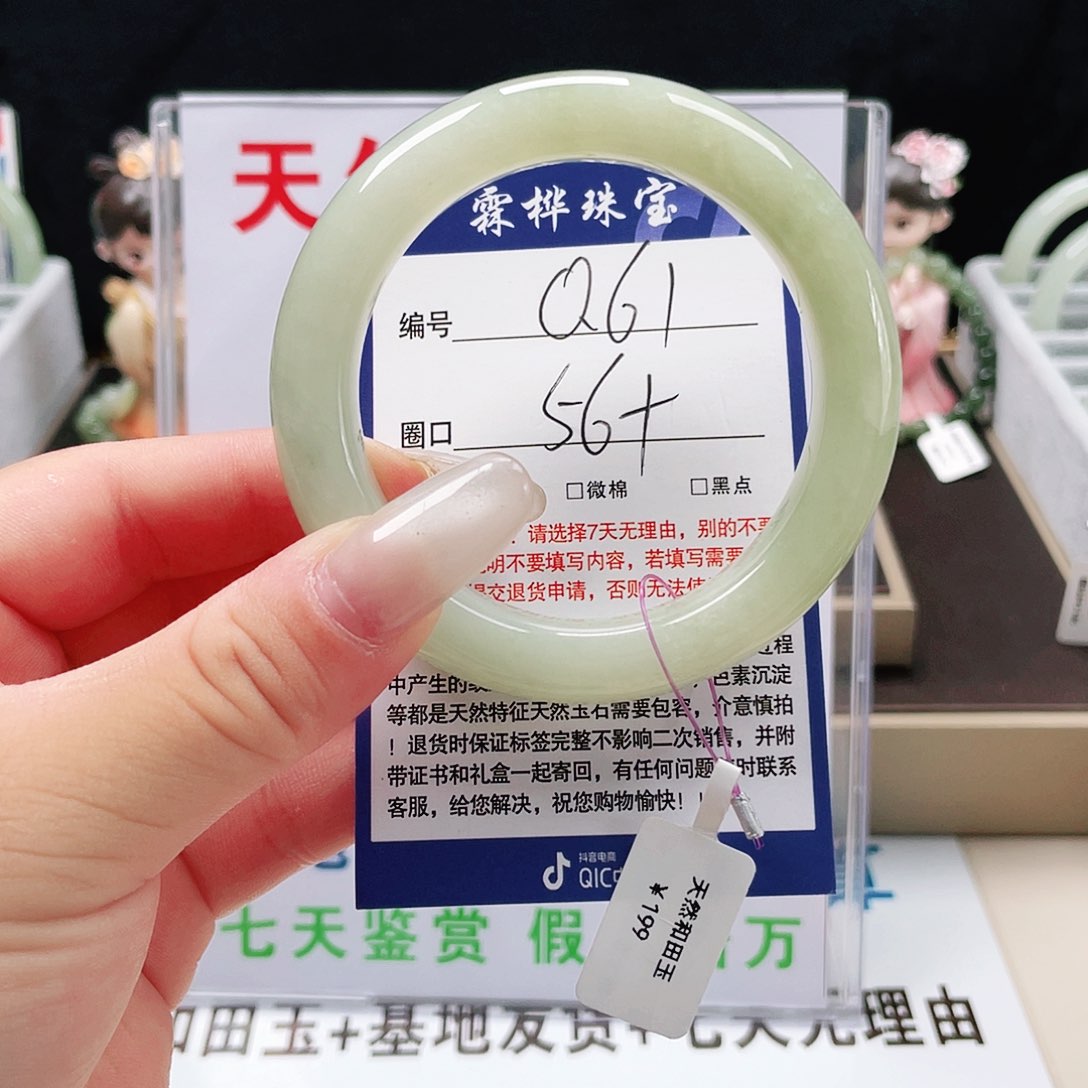 天
霖桦珠宝
编号 Q61
圈口 56+
□微棉 □黑点
请选择7天无理由，别的不要
明不要填写内容，若填写需要
退交退货申请，否则无法
过程
中产生的 色素沉淀
等都是天然特征天然玉石需要包容，介意慎拍
！退货时保证标签完整不影响二次销售，并附
带证书和礼盒一起寄回，有任何问题 时联系
客服，给您解决，祝您购物愉快！
抖音电商
QIC
天然和田玉
￥199
七天鉴赏 假 万
和田玉+基地发货+七天无理由